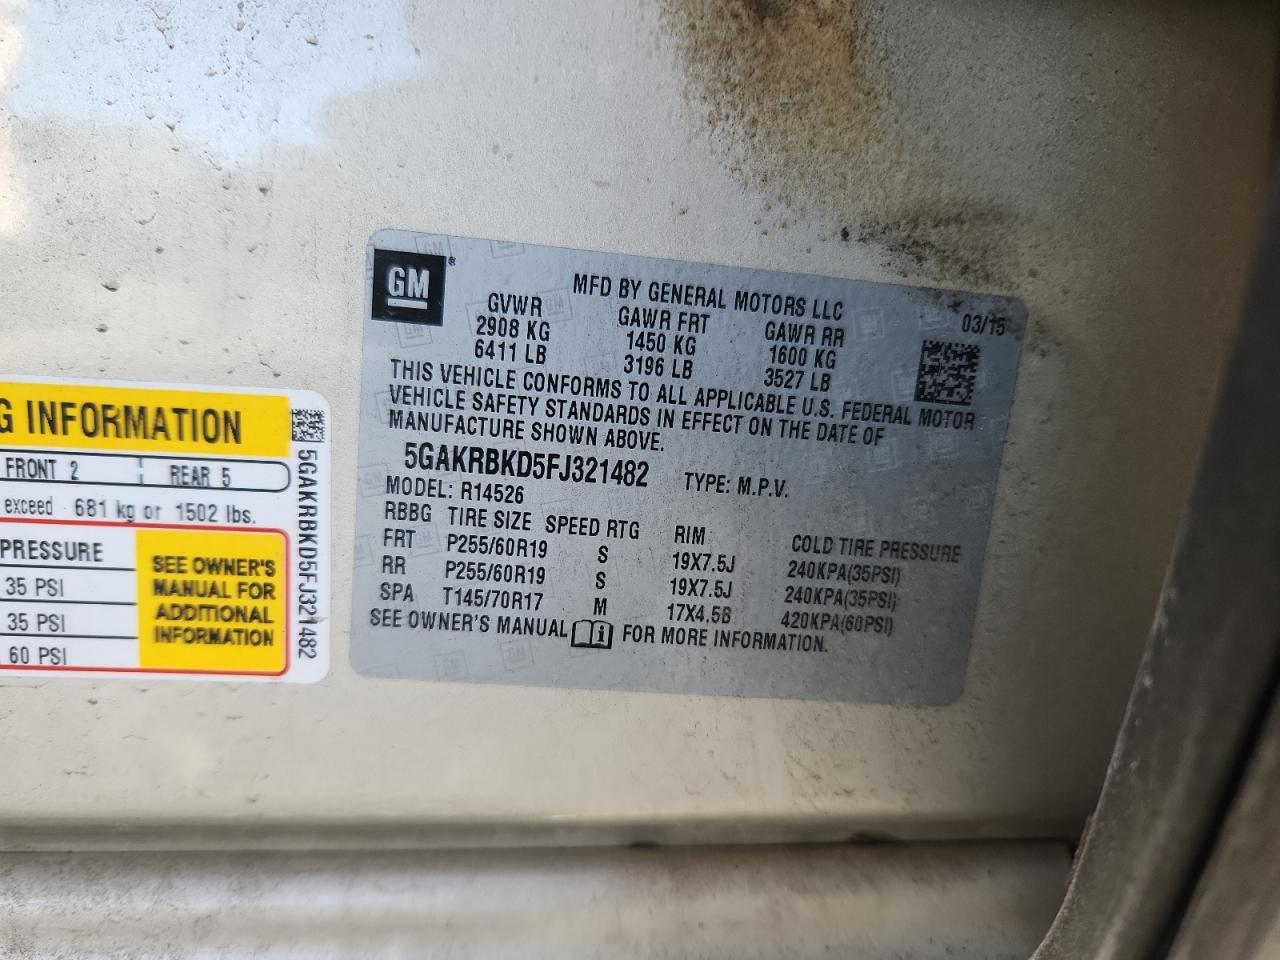 G INFORMATION
FRONT 2 REAR 5
exceed 681 kg or 1502 lbs.
PRESSURE
35 PSI
35 PSI
60 PSI
SEE OWNER'S
MANUAL FOR
ADDITIONAL
INFORMATION
5GAKRBKD5FJ321482
GM®
MFD BY GENERAL MOTORS LLC
03/15
GVWR GAWR FRT GAWR RR
2908 KG 1450 KG 1600 KG
6411 LB 3196 LB 3527 LB
THIS VEHICLE CONFORMS TO ALL APPLICABLE U.S. FEDERAL MOTOR
VEHICLE SAFETY STANDARDS IN EFFECT ON THE DATE OF
MANUFACTURE SHOWN ABOVE.
5GAKRBKD5FJ321482 TYPE: M.P.V.
MODEL: R14526
RBBG TIRE SIZE SPEED RTG RIM COLD TIRE PRESSURE
FRT P255/60R19 S 19X7.5J 240KPA(35PSI)
RR P255/60R19 S 19X7.5J 240KPA(35PSI)
SPA T145/70R17 M 17X4.5B 420KPA(60PSI)
SEE OWNER'S MANUAL FOR MORE INFORMATION.